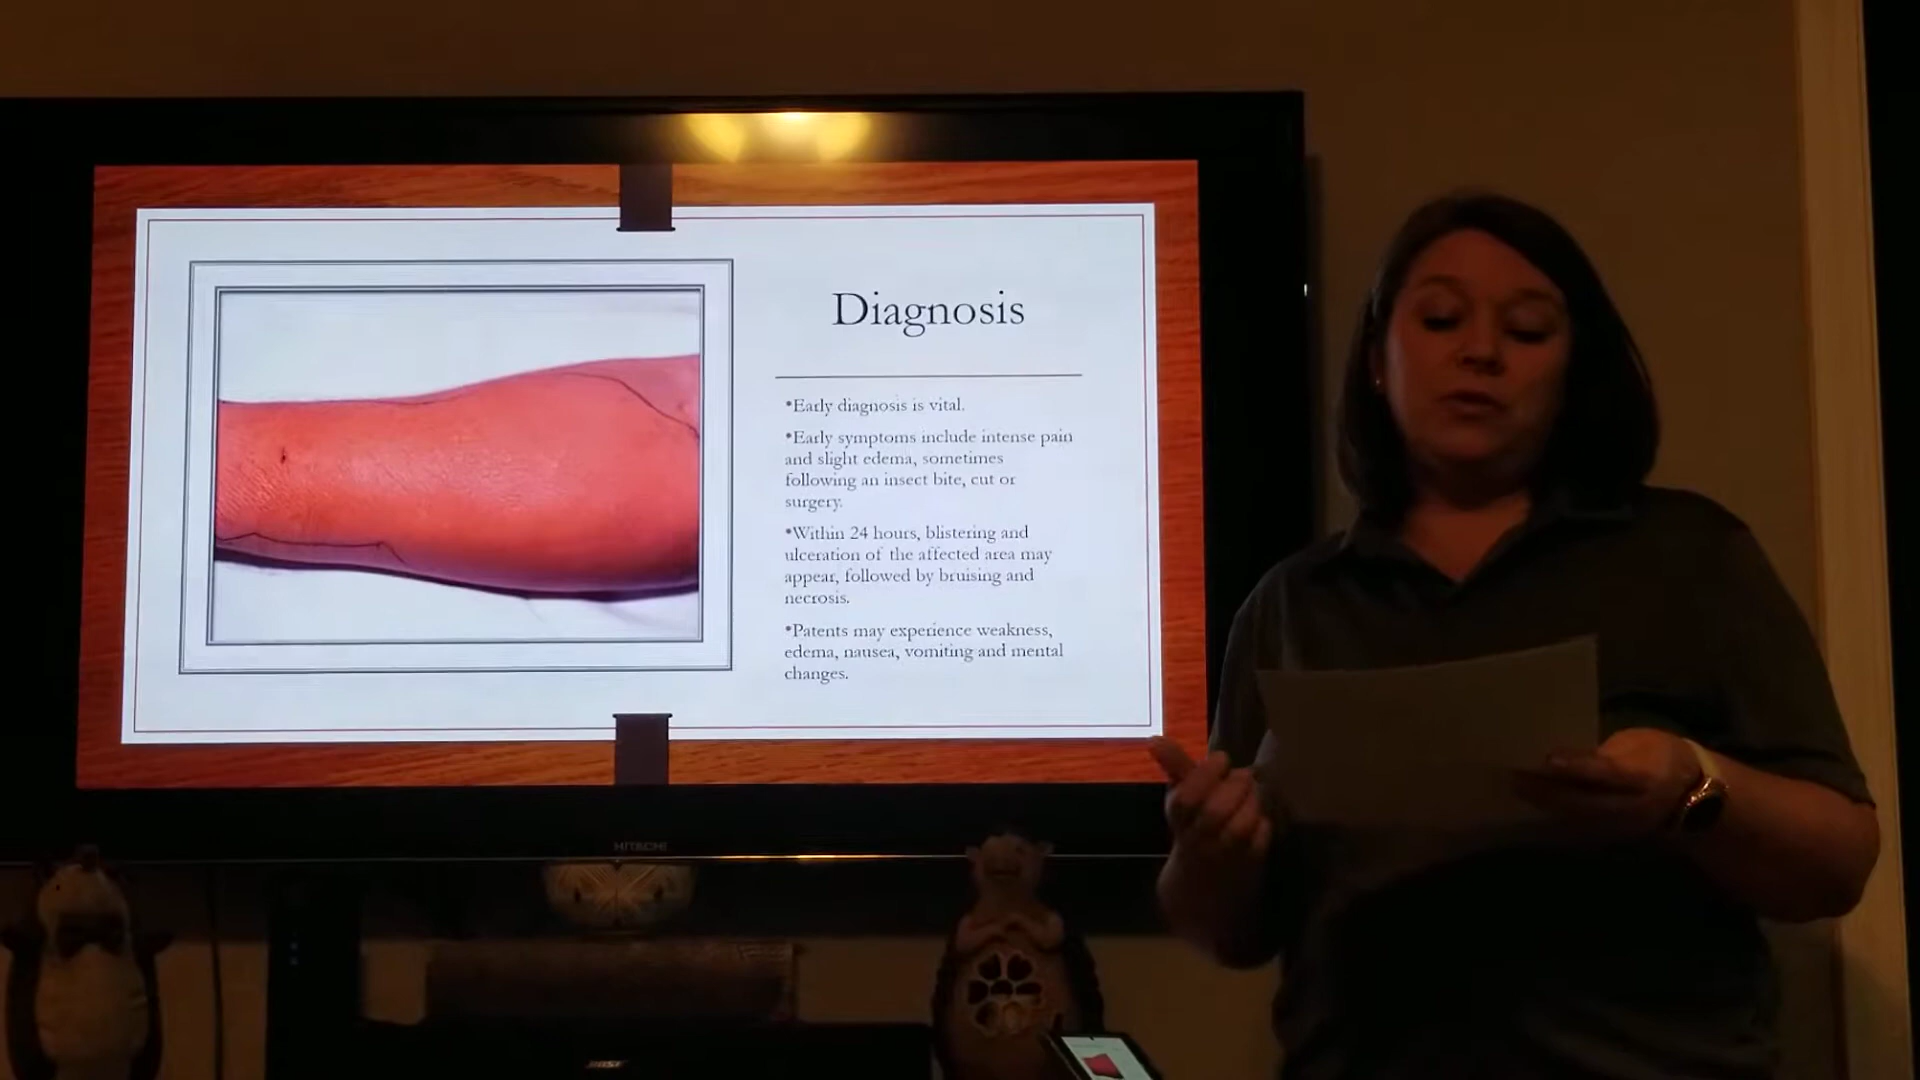 Diagnosis
*Early diagnosis is vital.
*Early symptoms include intense pain
and slight edema, sometimes
following an insect bite, cut or
surgery.
*Within 24 hours, blistering and
ulceration of the affected area may
appear, followed by bruising and
necrosis.
*Patents may experience weakness,
edema, nausea, vomiting and mental
changes.
HITACHI
BOSE